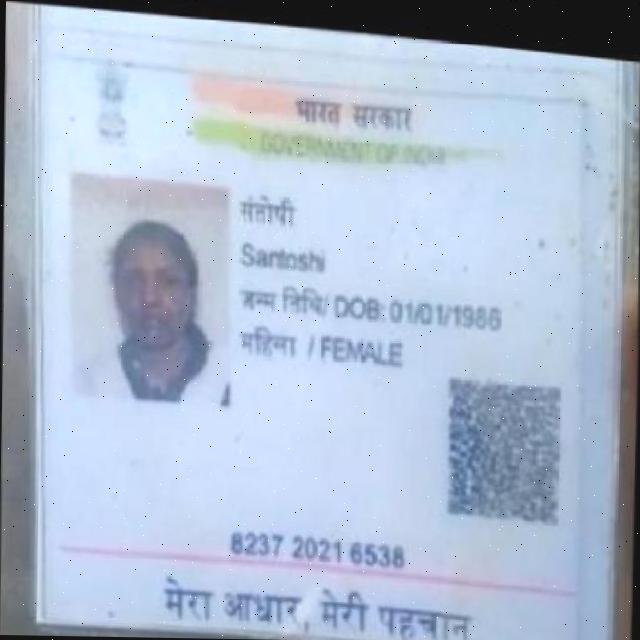 भारत सरकार
GOVERNMENT OF INDIA
संतोषी
Santoshi
जन्म तिथि/ DOB: 01/01/1986
महिला / FEMALE
8237 2021 6538
मेरा आधार, मेरी पहचान